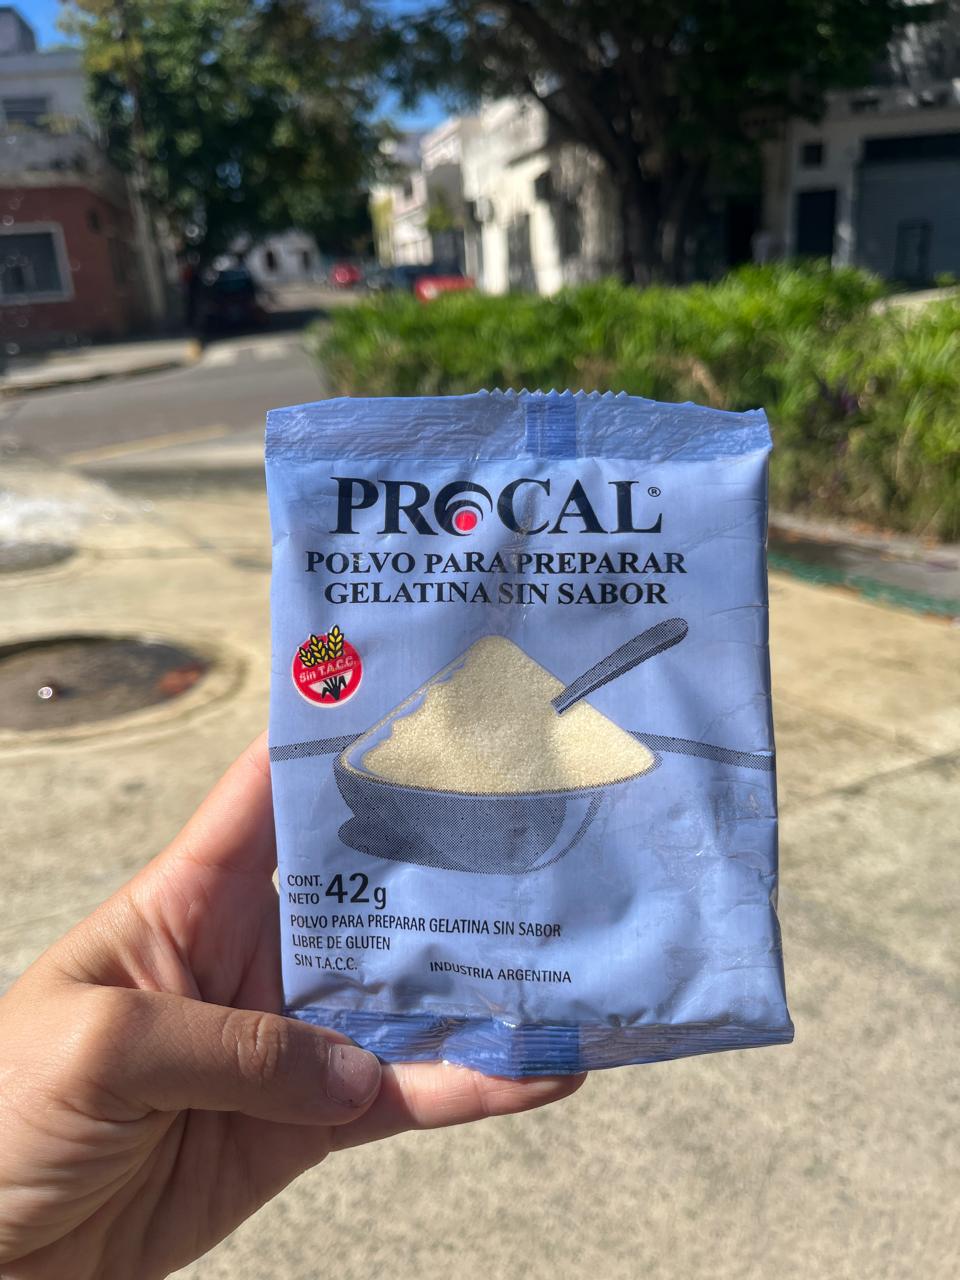 PROCAL®
POLVO PARA PREPARAR
GELATINA SIN SABOR
Sin T.A.C.C.
CONT.
NETO 42g
POLVO PARA PREPARAR GELATINA SIN SABOR
LIBRE DE GLUTEN
SIN T.A.C.C.
INDUSTRIA ARGENTINA